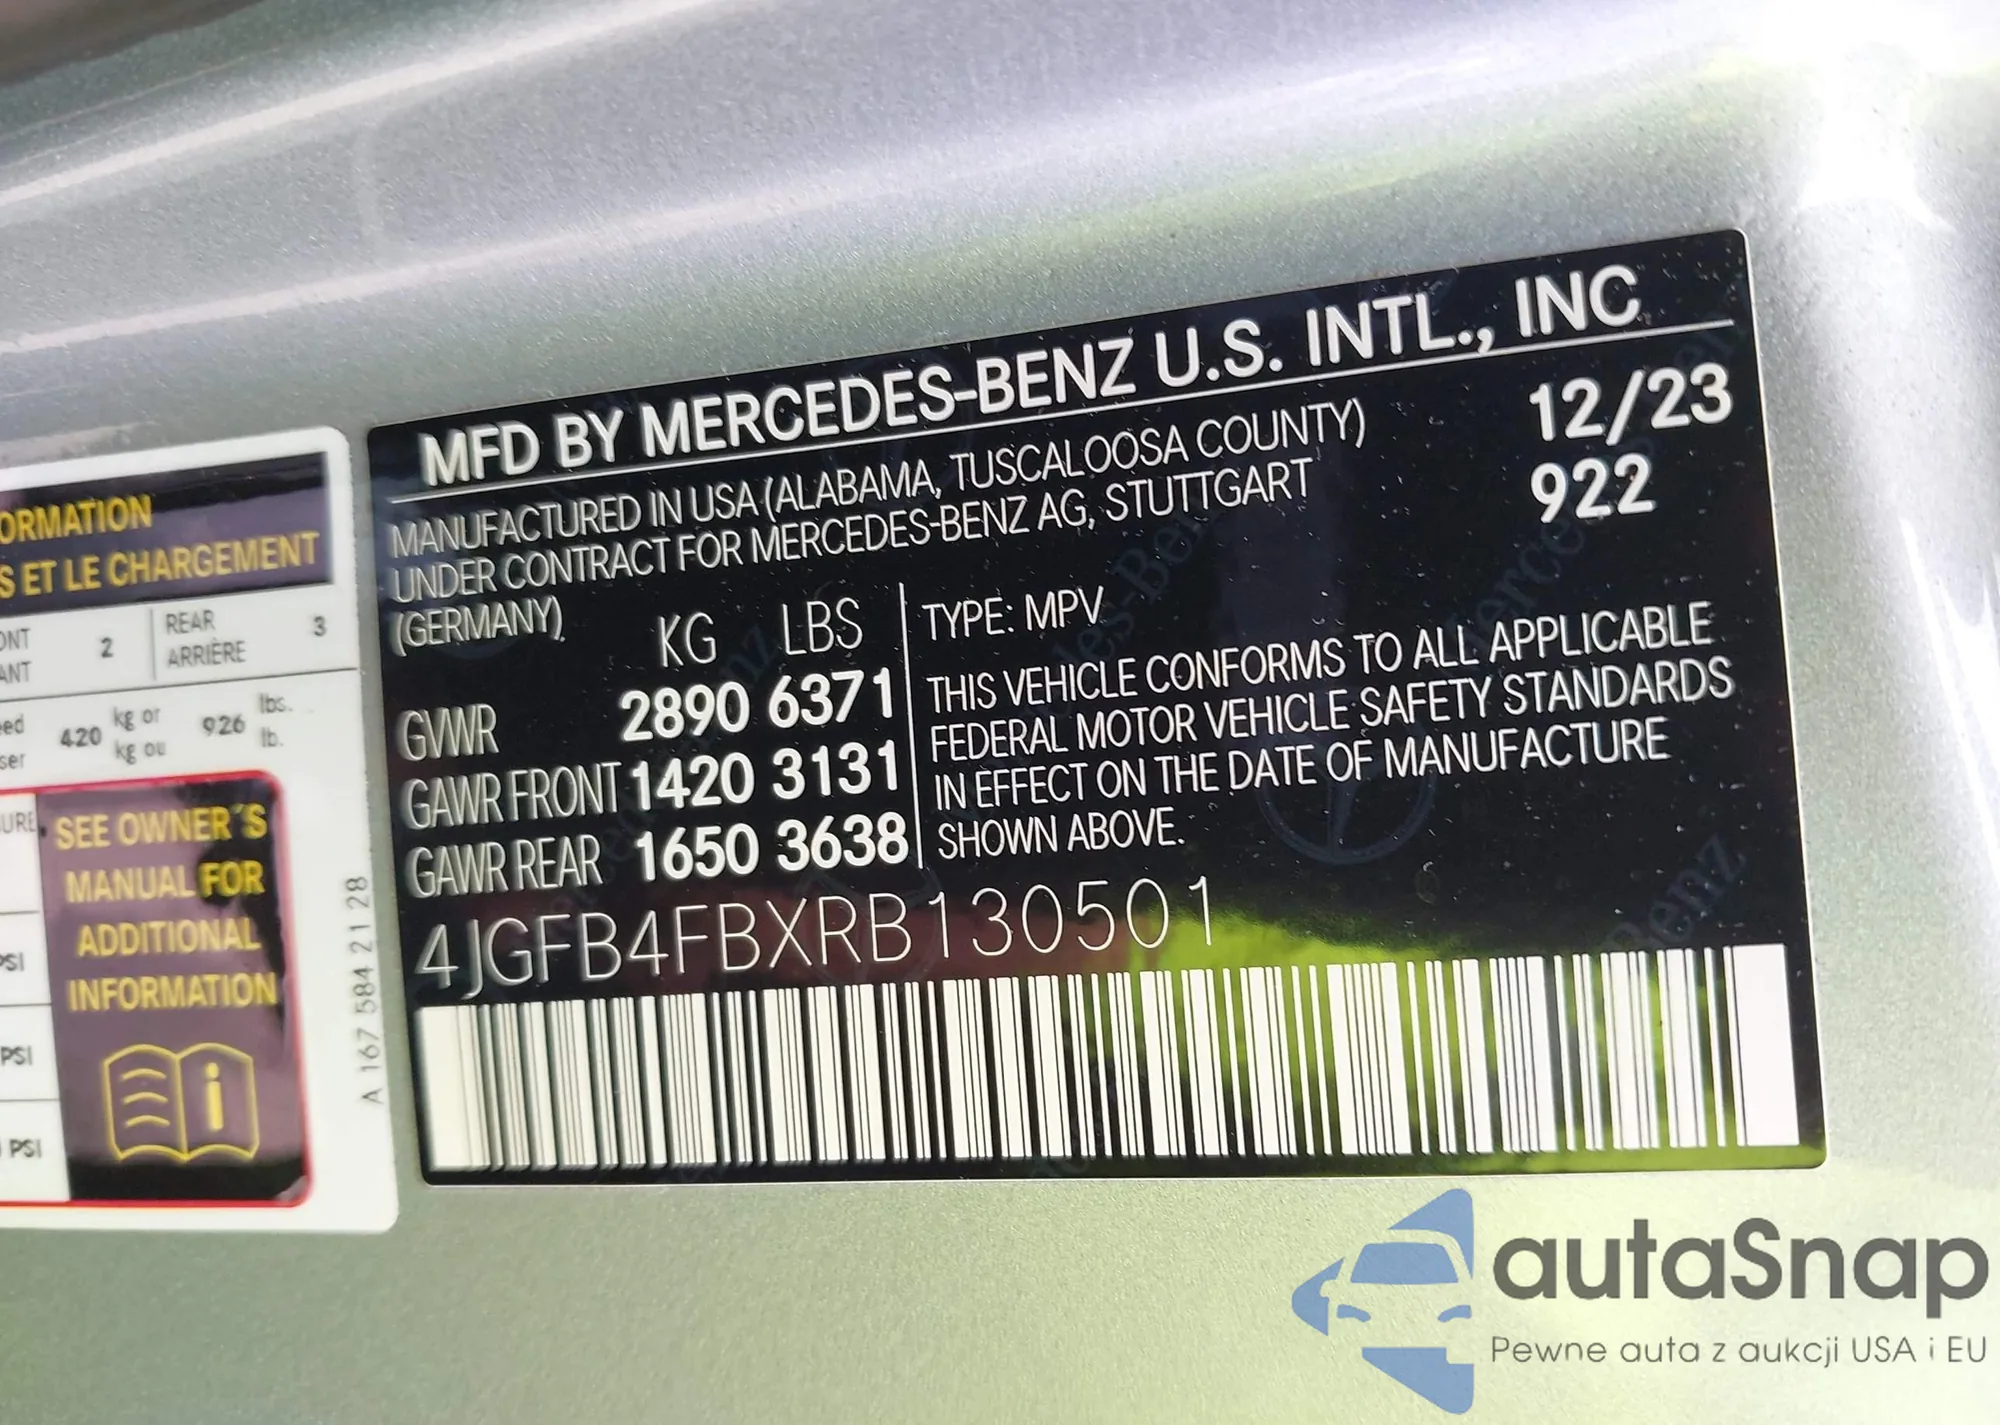 MFD BY MERCEDES-BENZ U.S. INTL., INC
MANUFACTURED IN USA (ALABAMA, TUSCALOOSA COUNTY)
UNDER CONTRACT FOR MERCEDES-BENZ AG, STUTTGART
(GERMANY)
12/23
922
KG LBS
GVWR 2890 6371
GAWR FRONT 1420 3131
GAWR REAR 1650 3638
TYPE: MPV
THIS VEHICLE CONFORMS TO ALL APPLICABLE
FEDERAL MOTOR VEHICLE SAFETY STANDARDS
IN EFFECT ON THE DATE OF MANUFACTURE
SHOWN ABOVE.
4JGFB4FBXRB130501
ORMATION
S ET LE CHARGEMENT
ONT 2 REAR 3
ANT ARRIÈRE
420 kg or 926 lbs.
kg ou lb.
URE
SEE OWNER´S
MANUAL FOR
ADDITIONAL
INFORMATION
PSI
PSI
PSI
A 167 584 21 28
autaSnap
Pewne auta z aukcji USA i EU